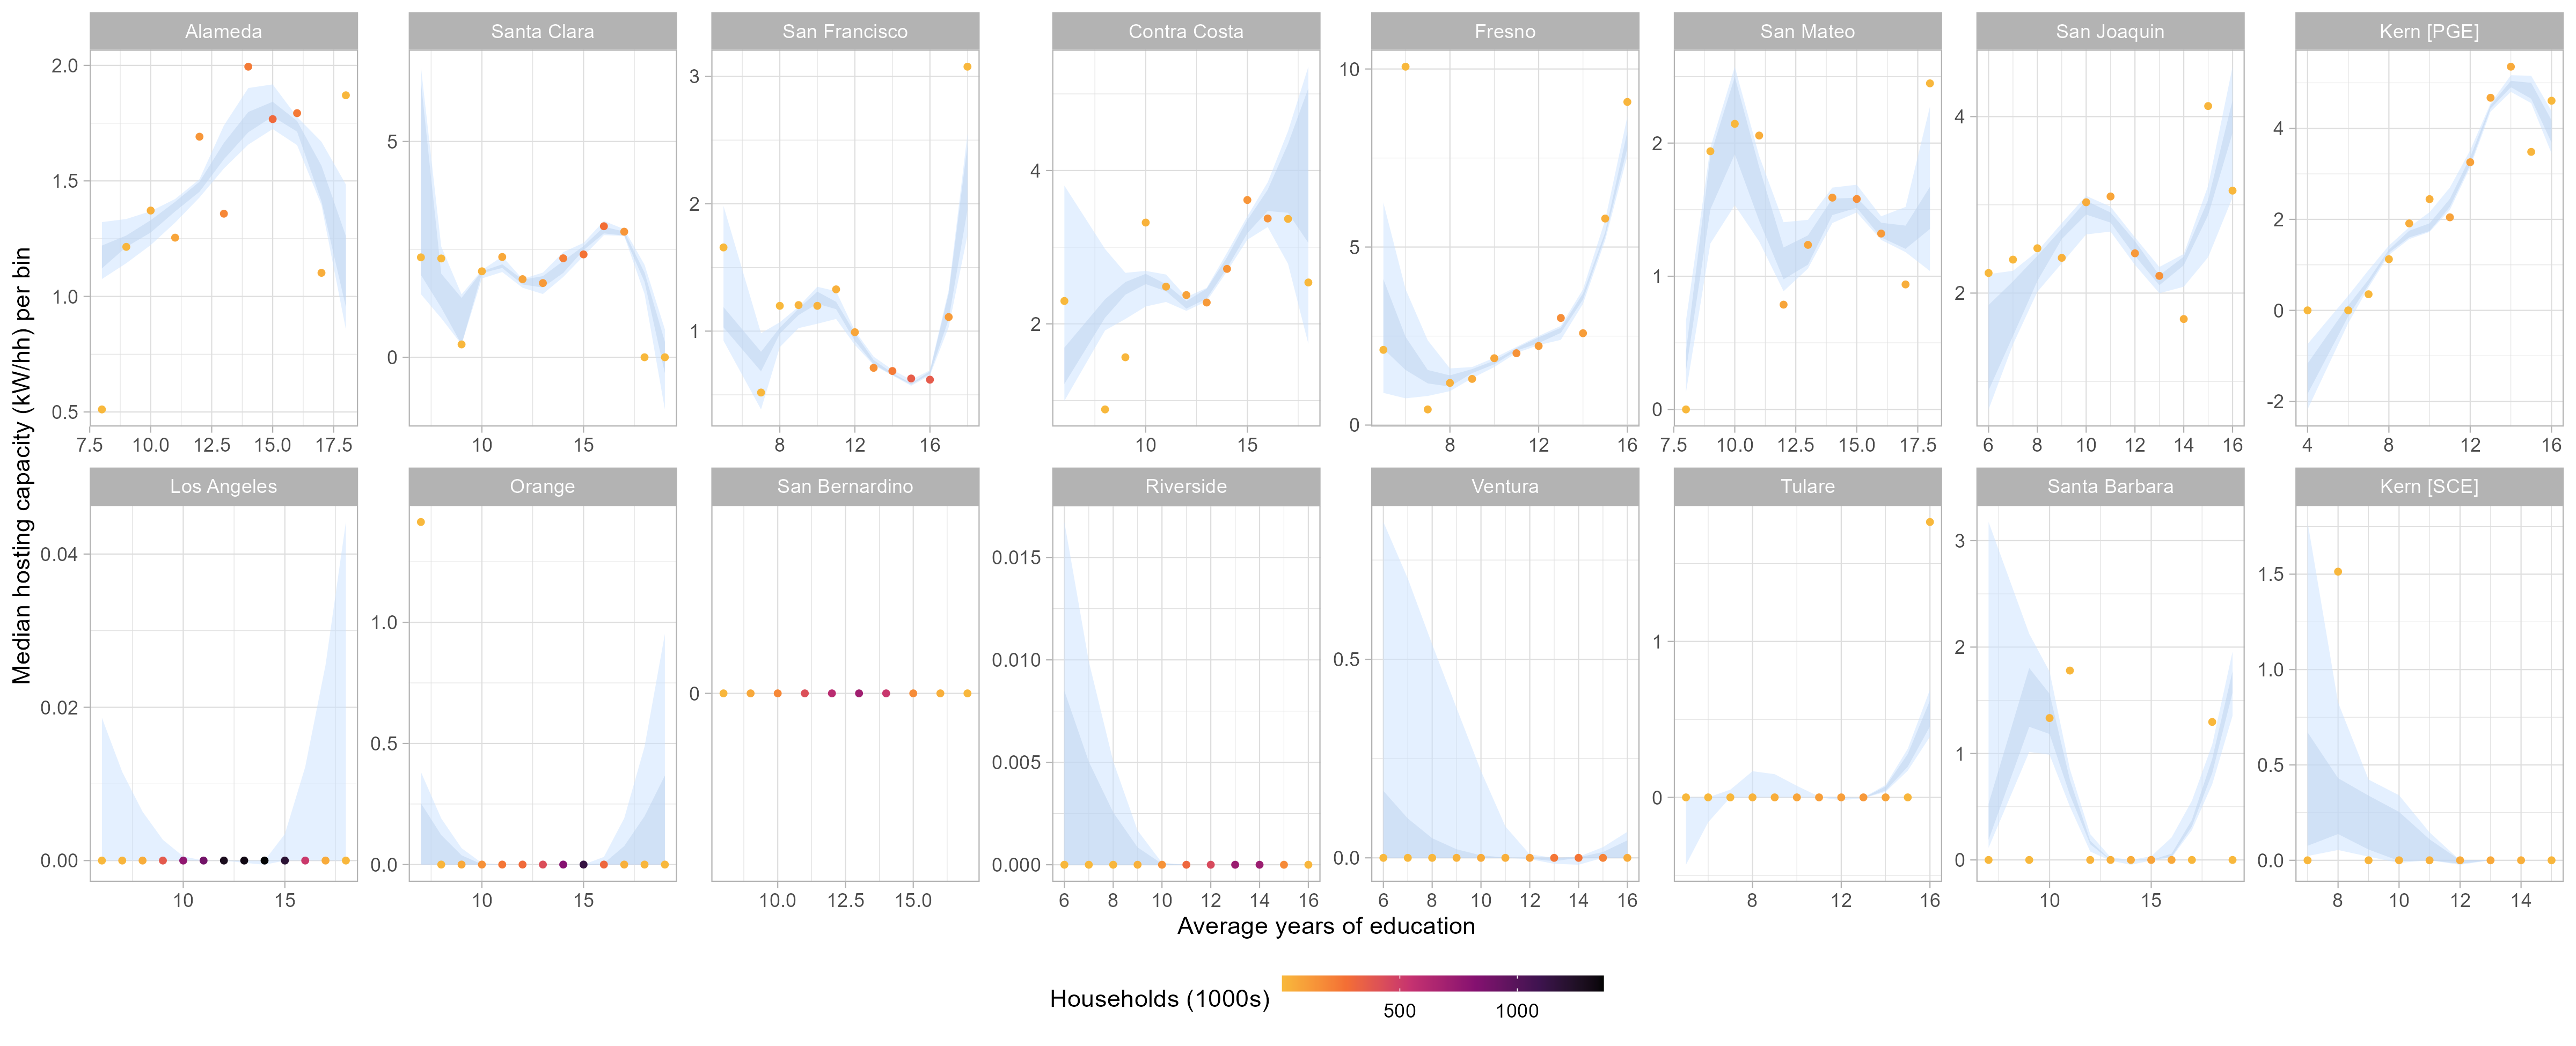 Alameda Santa Clara San Francisco Contra Costa Fresno San Mateo San Joaquin Kern [PGE]
2.0 1.5 1.0 0.5
5 0
3 2 1
4 2
10 5 0
2 1 0
4 2
4 2 0 -2
7.5 10.0 12.5 15.0 17.5
10 15
8 12 16
10 15
8 12 16
7.5 10.0 12.5 15.0 17.5
6 8 10 12 14 16
4 8 12 16
Median hosting capacity (kW/hh) per bin
Los Angeles Orange San Bernardino Riverside Ventura Tulare Santa Barbara Kern [SCE]
0.04 0.02 0.00
1.0 0.5 0.0
0
0.015 0.010 0.005 0.000
0.5 0.0
1 0
3 2 1 0
1.5 1.0 0.5 0.0
10 15
10 15
10.0 12.5 15.0
6 8 10 12 14 16
6 8 10 12 14 16
8 12 16
10 15
8 10 12 14
Average years of education
Households (1000s)
500 1000